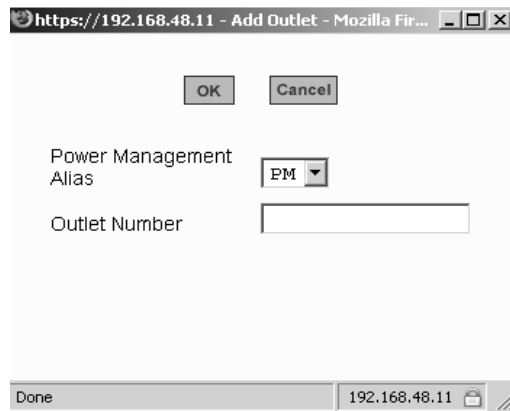 https://192.168.48.11 - Add Outlet - Mozilla Fir...
OK Cancel
Power Management
Alias
PM
Outlet Number
Done 192.168.48.11